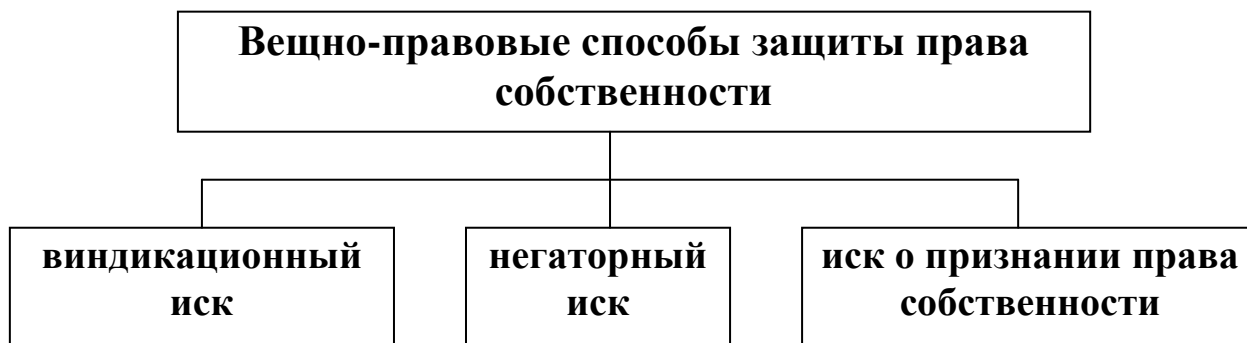 Вещно-правовые способы защиты права
собственности
виндикационный
иск
негаторный
иск
иск о признании права
собственности